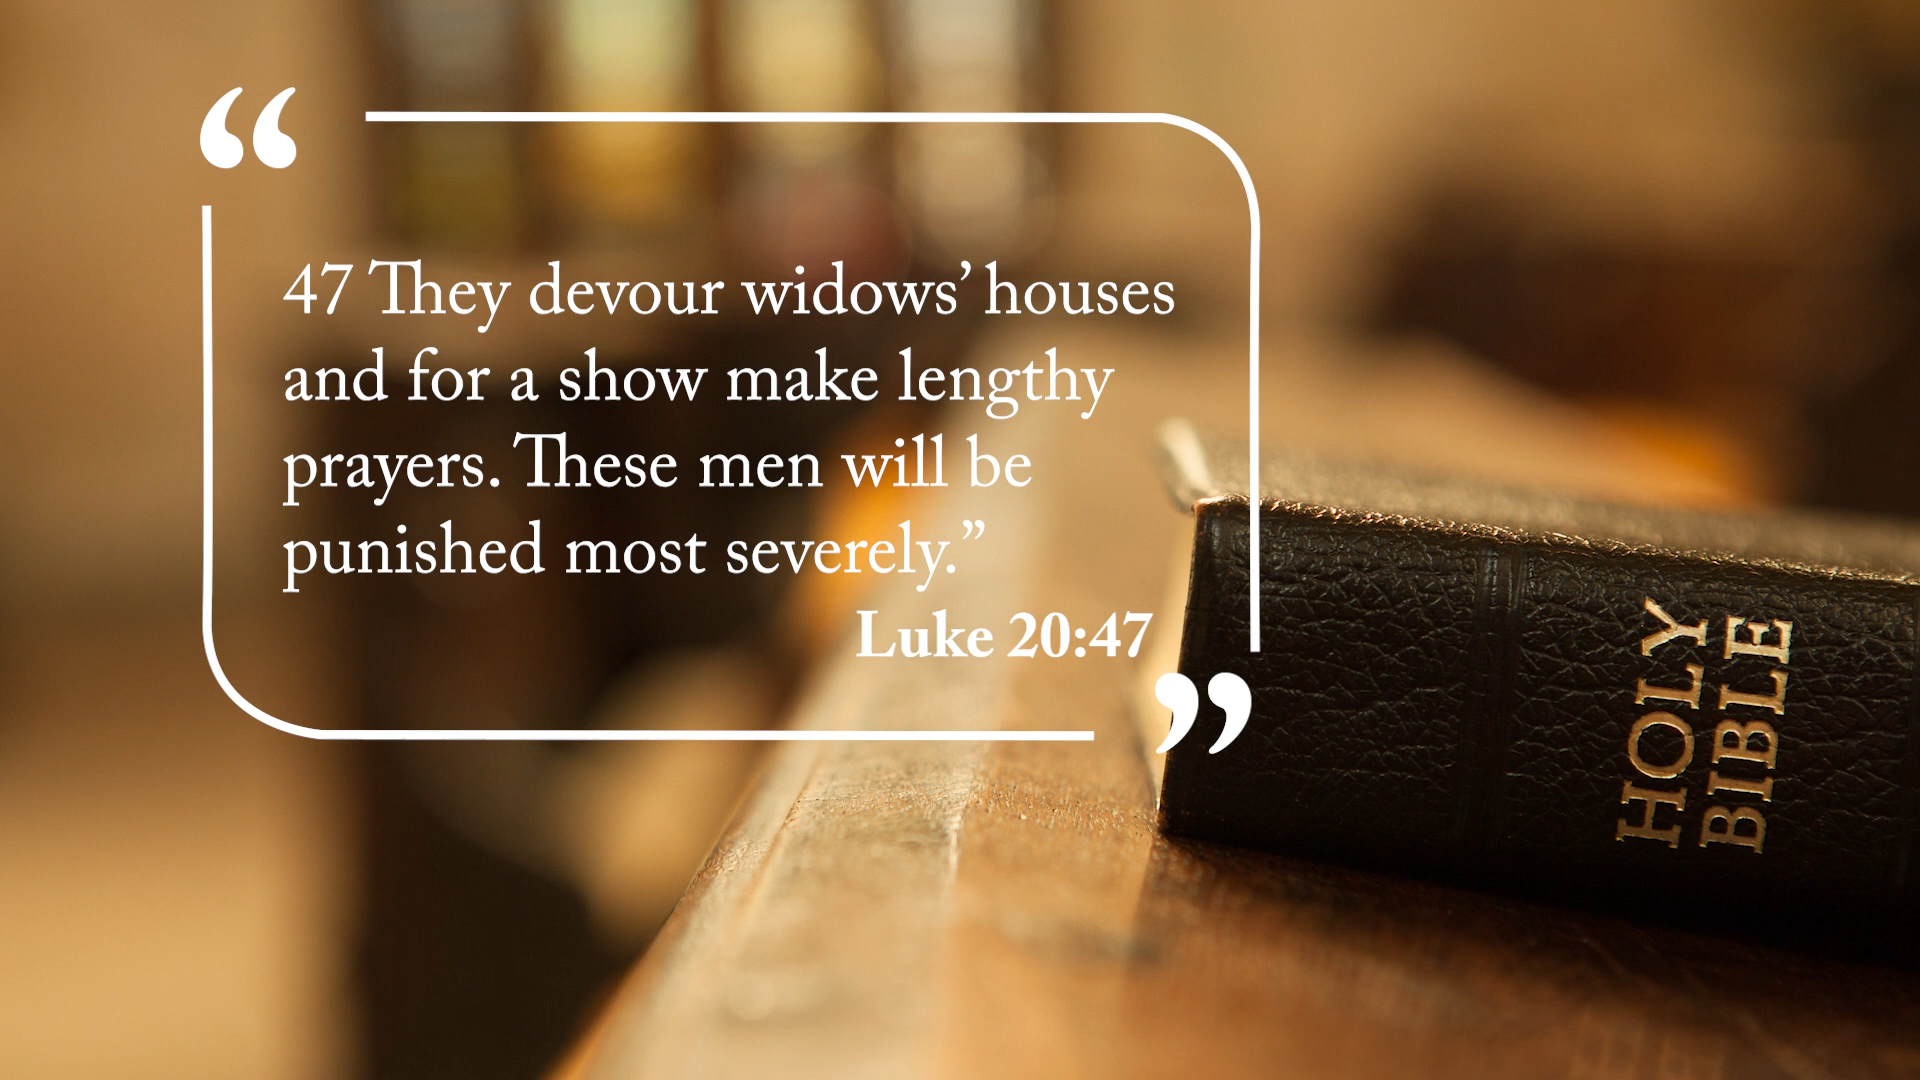 “
47 They devour widows’ houses
and for a show make lengthy
prayers. These men will be
punished most severely.”
Luke 20:47
”
HOLY
BIBLE